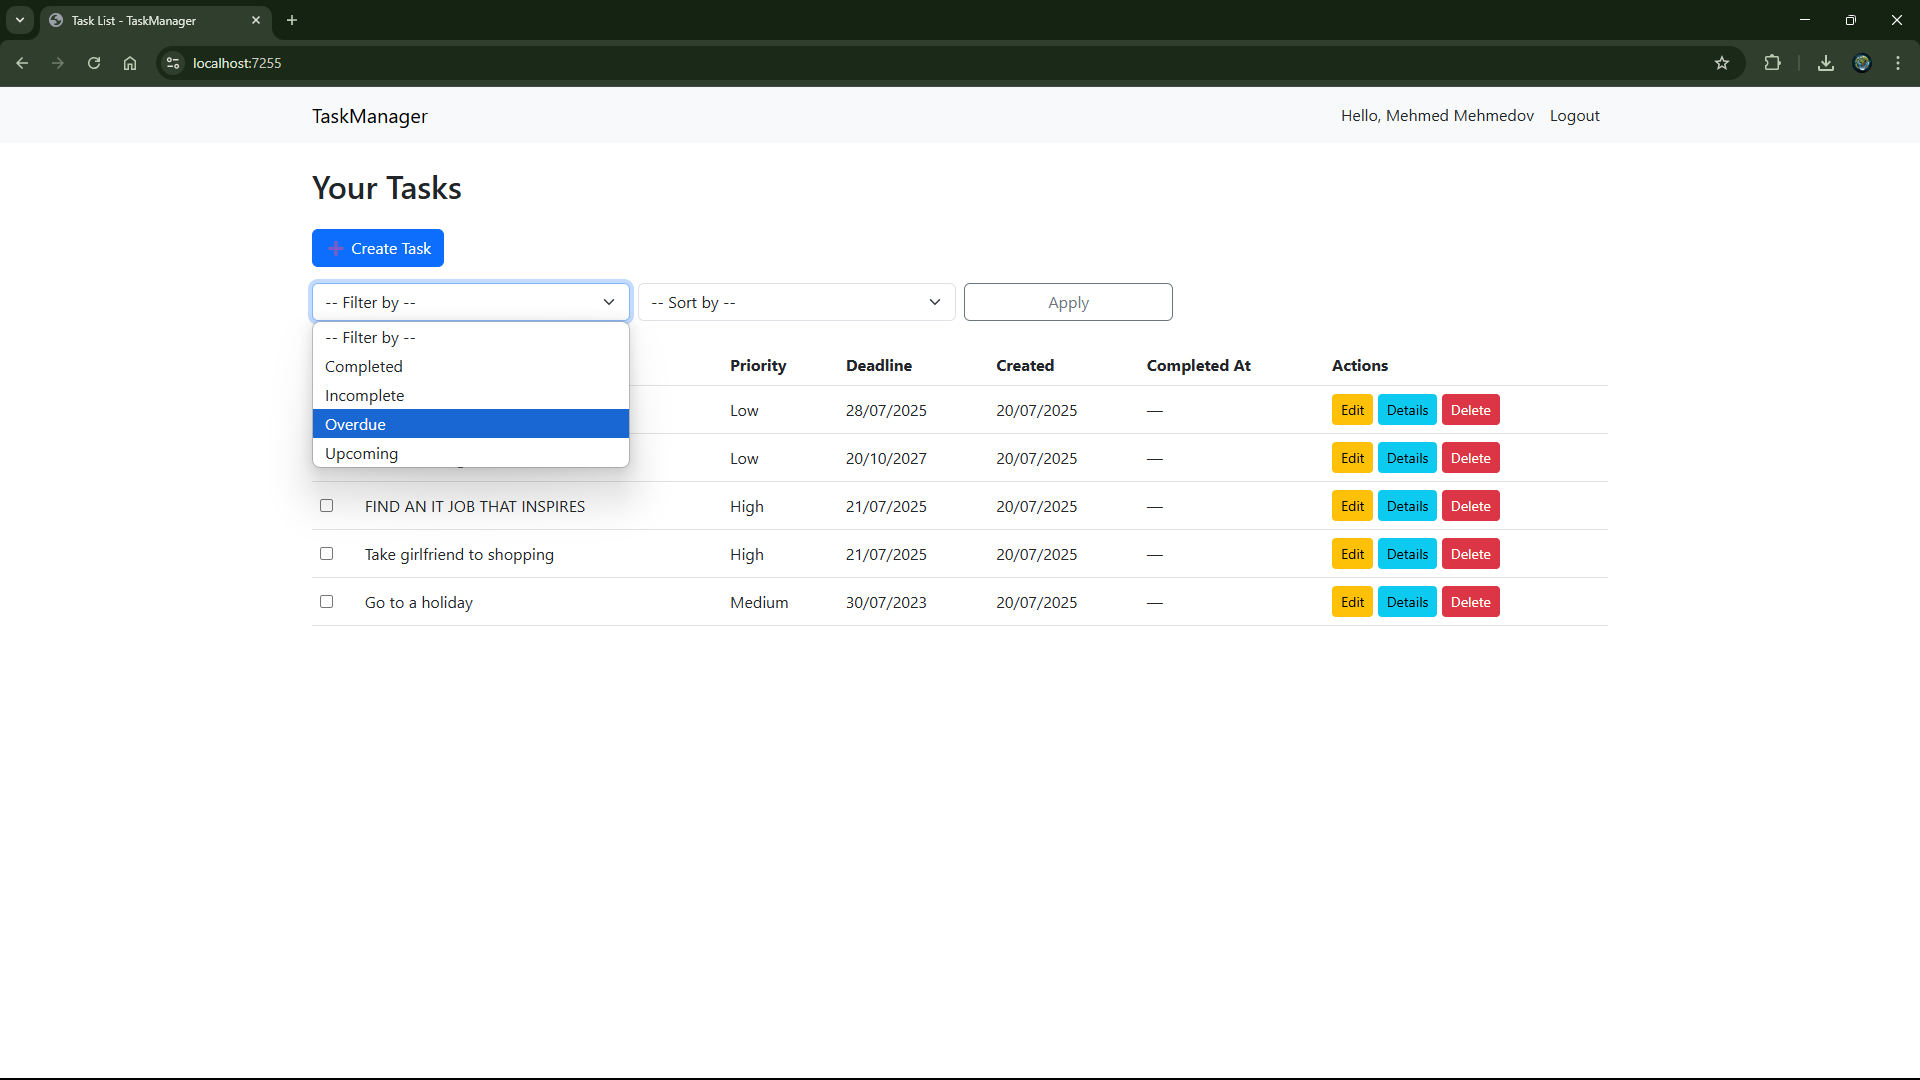 Task List - TaskManager
localhost:7255
TaskManager
Hello, Mehmed Mehmedov Logout
Your Tasks
Create Task
-- Filter by -- -- Sort by -- Apply
-- Filter by --
Completed
Incomplete
Overdue
Upcoming
Priority Deadline Created Completed At Actions
Low 28/07/2025 20/07/2025 — Edit Details Delete
Low 20/10/2027 20/07/2025 — Edit Details Delete
FIND AN IT JOB THAT INSPIRES High 21/07/2025 20/07/2025 — Edit Details Delete
Take girlfriend to shopping High 21/07/2025 20/07/2025 — Edit Details Delete
Go to a holiday Medium 30/07/2023 20/07/2025 — Edit Details Delete